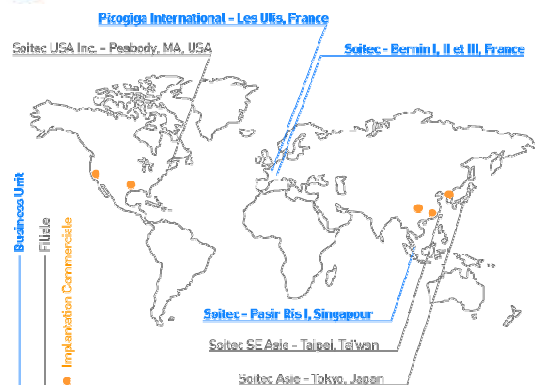 Picogiga International - Les Ulis, France
Soitec USA Inc. - Peabody, MA, USA
Soitec - Bernin I, II et III, France
Business Unit
Filiale
Implantation Commerciale
Soitec - Pasir Ris I, Singapour
Soitec SE Asie - Taipei, Taïwan
Soitec Asie - Tokyo, Japan